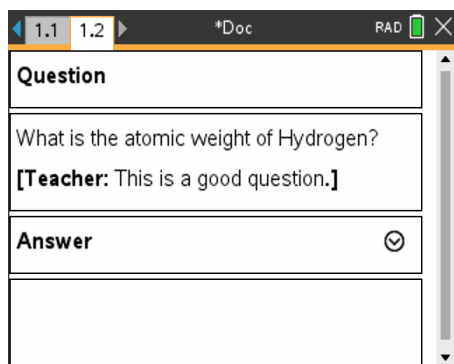 1.1 1.2 *Doc RAD
Question
What is the atomic weight of Hydrogen?
[Teacher: This is a good question.]
Answer